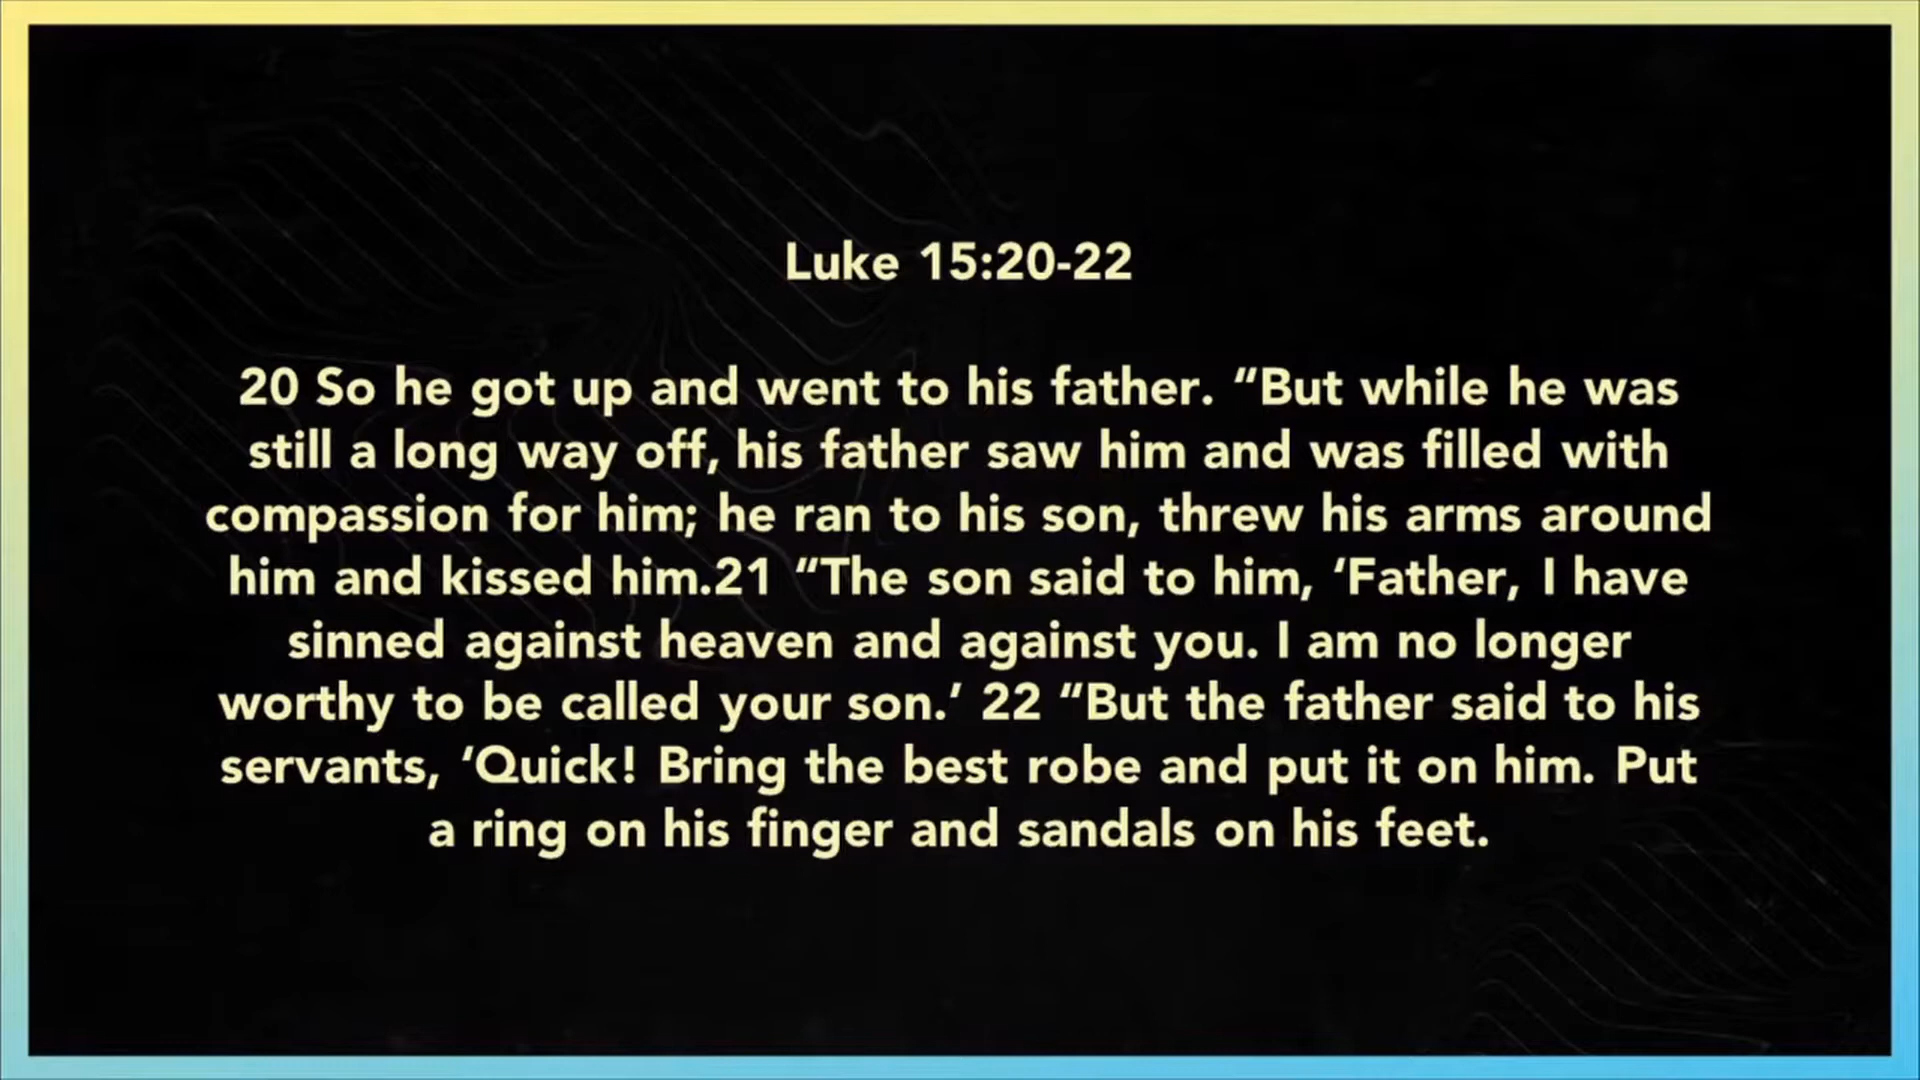 Luke 15:20-22
20 So he got up and went to his father. “But while he was
still a long way off, his father saw him and was filled with
compassion for him; he ran to his son, threw his arms around
him and kissed him.21 “The son said to him, ‘Father, I have
sinned against heaven and against you. I am no longer
worthy to be called your son.’ 22 “But the father said to his
servants, ‘Quick! Bring the best robe and put it on him. Put
a ring on his finger and sandals on his feet.